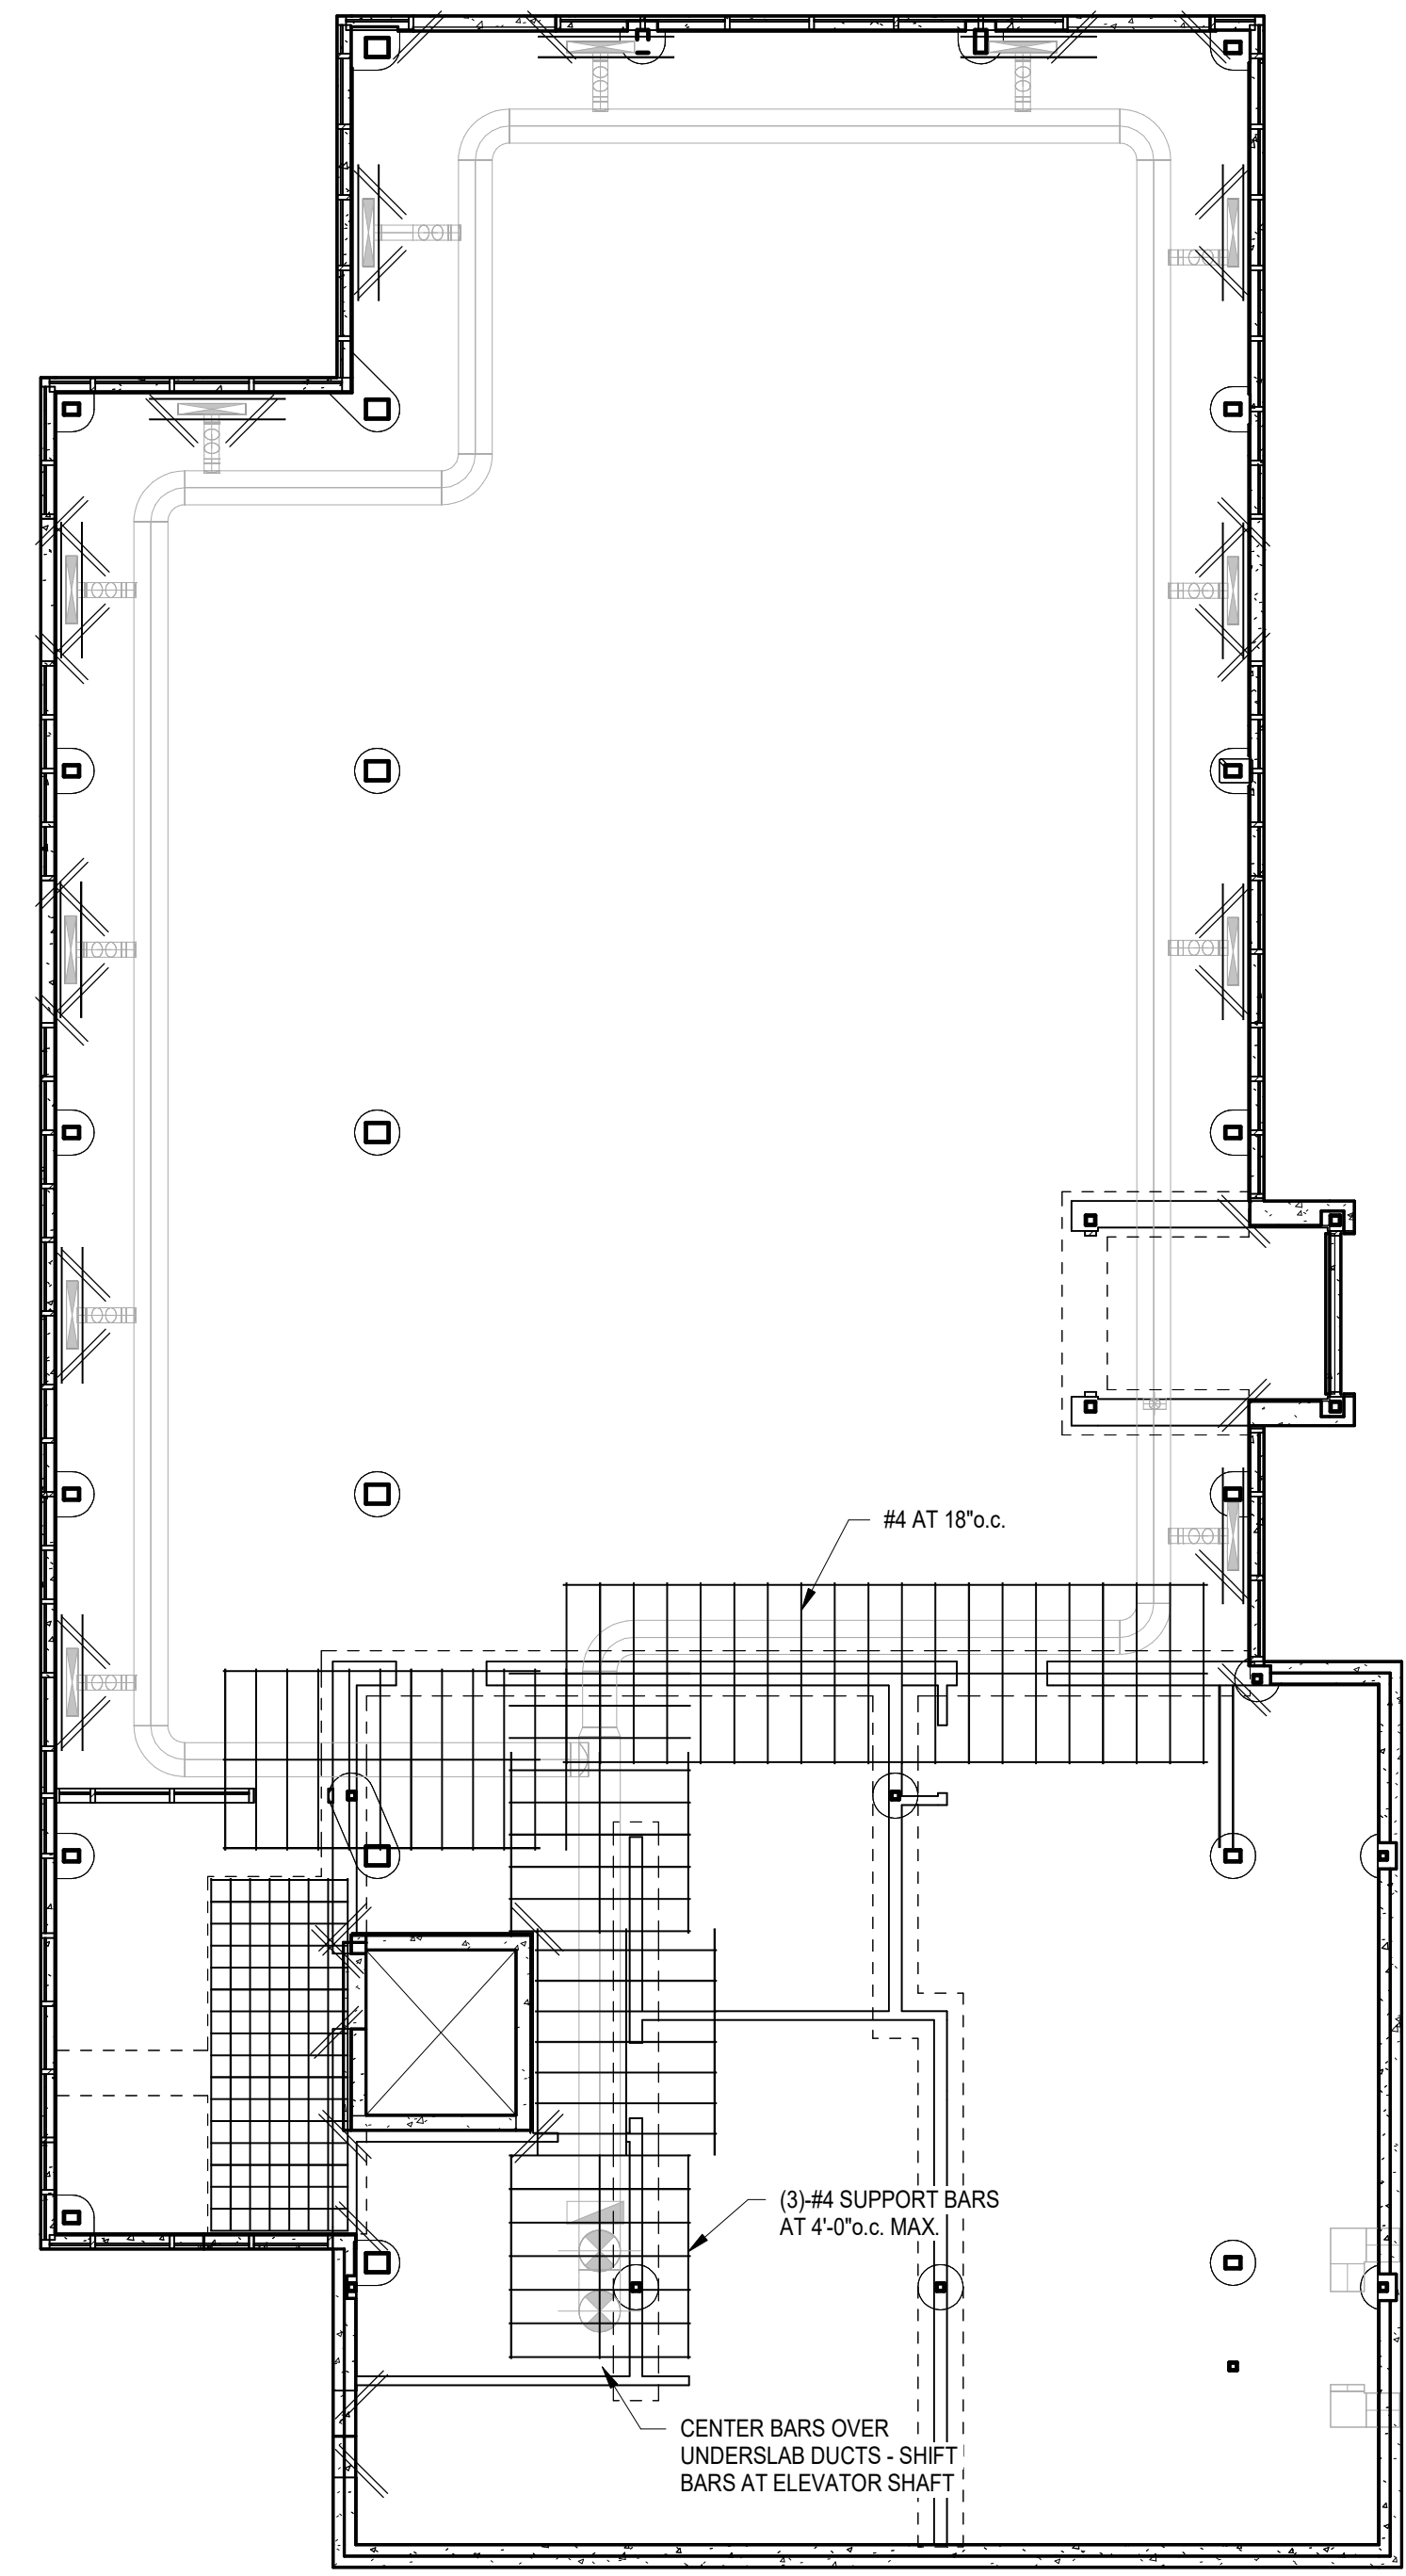 #4 AT 18"o.c.
(3)-#4 SUPPORT BARS
AT 4'-0"o.c. MAX.
CENTER BARS OVER
UNDERSLAB DUCTS - SHIFT
BARS AT ELEVATOR SHAFT